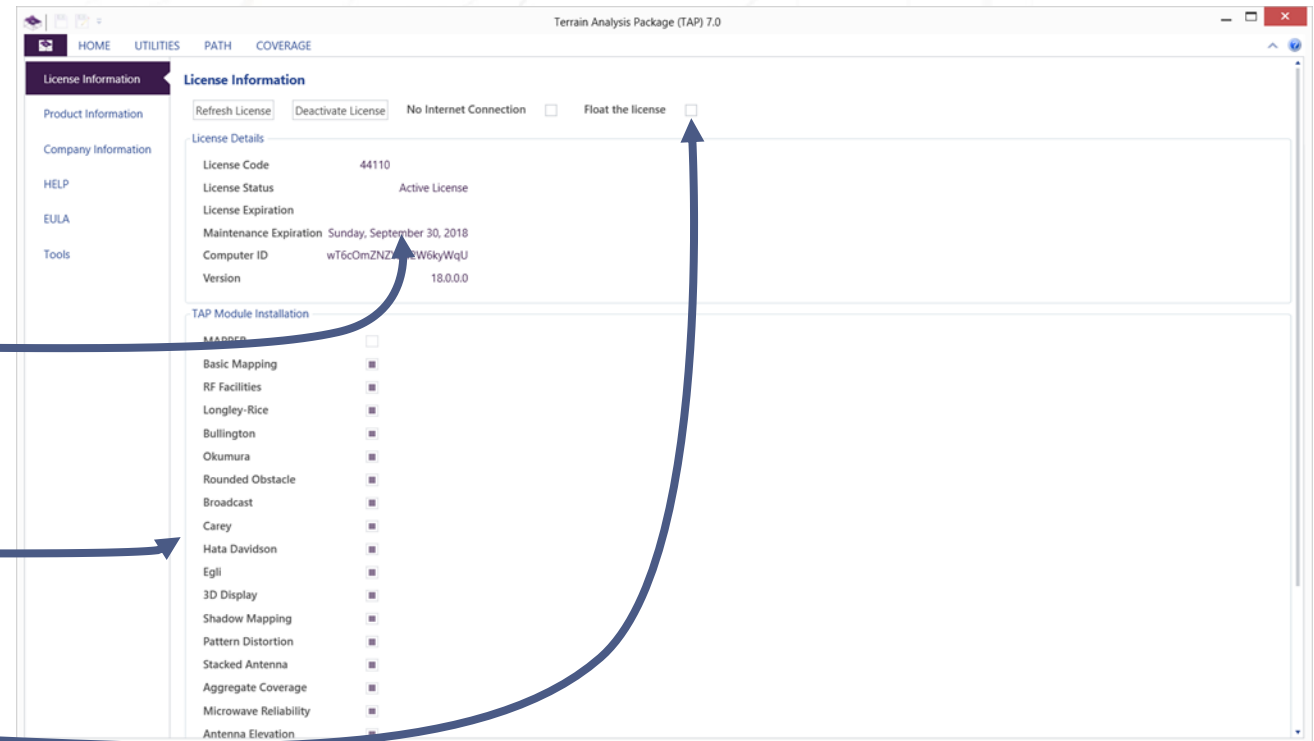 Terrain Analysis Package (TAP) 7.0
HOME UTILITIES PATH COVERAGE
License Information
Product Information
Company Information
HELP
EULA
Tools
License Information
Refresh License Deactivate License No Internet Connection Float the license
License Details
License Code 44110
License Status Active License
License Expiration
Maintenance Expiration Sunday, September 30, 2018
Computer ID
Version 18.0.0.0
TAP Module Installation
MAPPER
Basic Mapping
RF Facilities
Longley-Rice
Bullington
Okumura
Rounded Obstacle
Broadcast
Carey
Hata Davidson
Egli
3D Display
Shadow Mapping
Pattern Distortion
Stacked Antenna
Aggregate Coverage
Microwave Reliability
Antenna Elevation